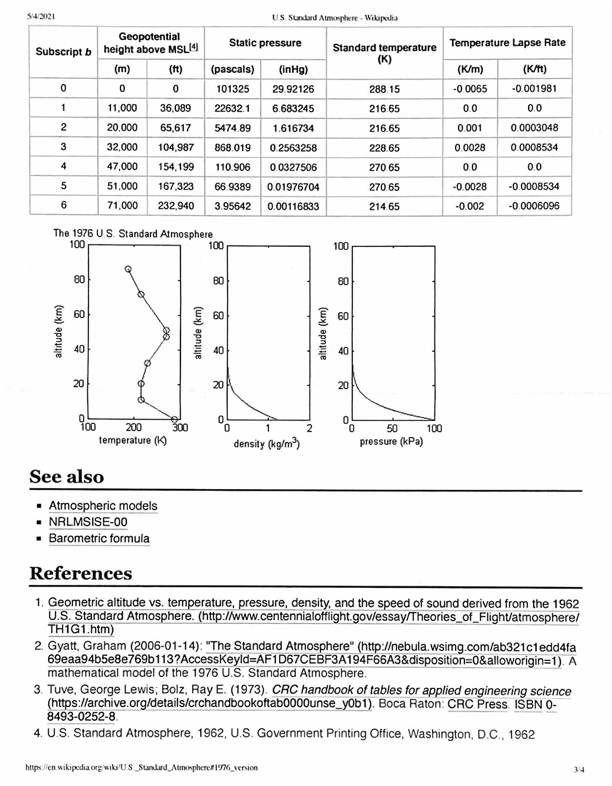 5/4/2021 U.S. Standard Atmosphere - Wikipedia
Subscript b Geopotential height above MSL[4] Static pressure Standard temperature (K) Temperature Lapse Rate
(m) (ft) (pascals) (inHg) (K/m) (K/ft)
0 0 0 101325 29.92126 288.15 -0.0065 -0.001981
1 11,000 36,089 22632.1 6.683245 216.65 0.0 0.0
2 20,000 65,617 5474.89 1.616734 216.65 0.001 0.0003048
3 32,000 104,987 868.019 0.2563258 228.65 0.0028 0.0008534
4 47,000 154,199 110.906 0.0327506 270.65 0.0 0.0
5 51,000 167,323 66.9389 0.01976704 270.65 -0.0028 -0.0008534
6 71,000 232,940 3.95642 0.00116833 214.65 -0.002 -0.0006096
The 1976 U.S. Standard Atmosphere
100 100 100
80 80 80
60 60 60
40 40 40
20 20 20
0 0 0
altitude (km) altitude (km) altitude (km)
100 200 300 0 1 2 0 50 100
temperature (K) density (kg/m³) pressure (kPa)
See also
▪ Atmospheric models
▪ NRLMSISE-00
▪ Barometric formula
References
1. Geometric altitude vs. temperature, pressure, density, and the speed of sound derived from the 1962
U.S. Standard Atmosphere. (http://www.centennialofflight.gov/essay/Theories_of_Flight/atmosphere/
TH1G1.htm)
2. Gyatt, Graham (2006-01-14): "The Standard Atmosphere" (http://nebula.wsimg.com/ab321c1edd4fa
69eaa94b5e8e769b113?AccessKeyId=AF1D67CEBF3A194F66A3&disposition=0&alloworigin=1). A
mathematical model of the 1976 U.S. Standard Atmosphere.
3. Tuve, George Lewis; Bolz, Ray E. (1973). CRC handbook of tables for applied engineering science
(https://archive.org/details/crchandbookoftab0000unse_y0b1). Boca Raton: CRC Press. ISBN 0-
8493-0252-8.
4. U.S. Standard Atmosphere, 1962, U.S. Government Printing Office, Washington, D.C., 1962
https://en.wikipedia.org/wiki/U.S._Standard_Atmosphere#1976_version 3/4